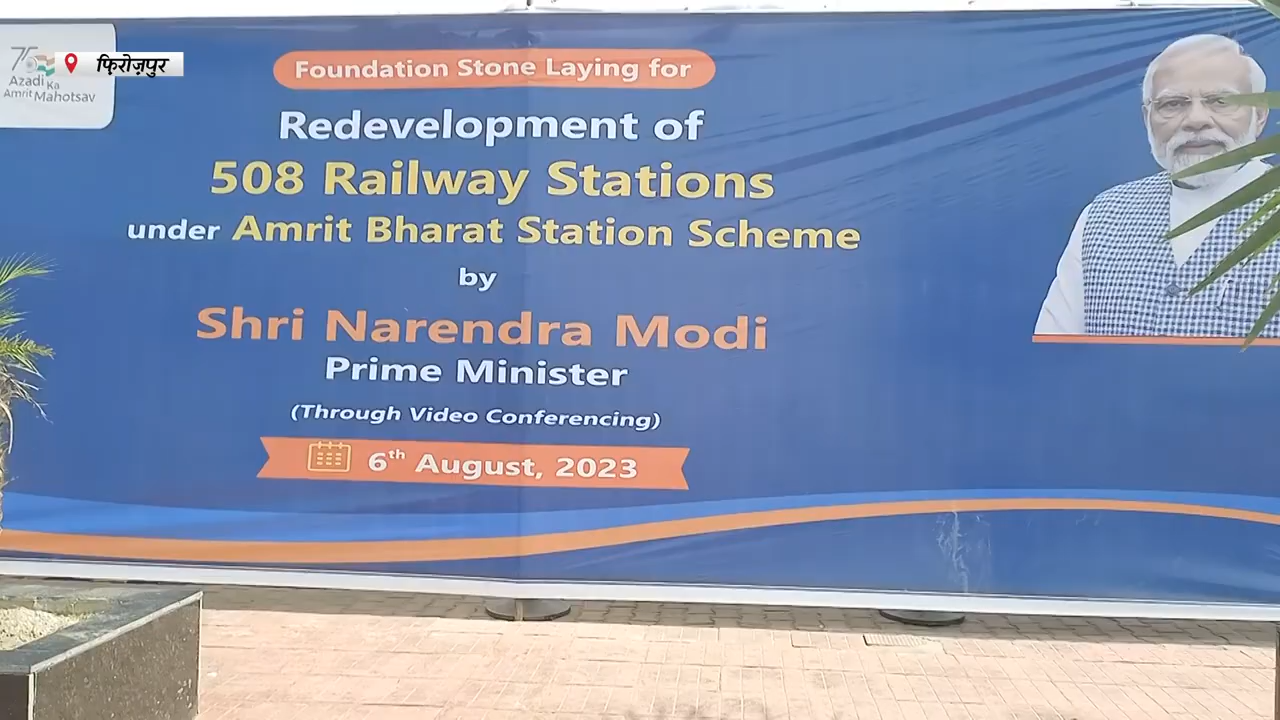 75
Azadi Ka
Amrit Mahotsav
फ़िरोज़पुर
Foundation Stone Laying for
Redevelopment of
508 Railway Stations
under Amrit Bharat Station Scheme
by
Shri Narendra Modi
Prime Minister
(Through Video Conferencing)
6th August, 2023